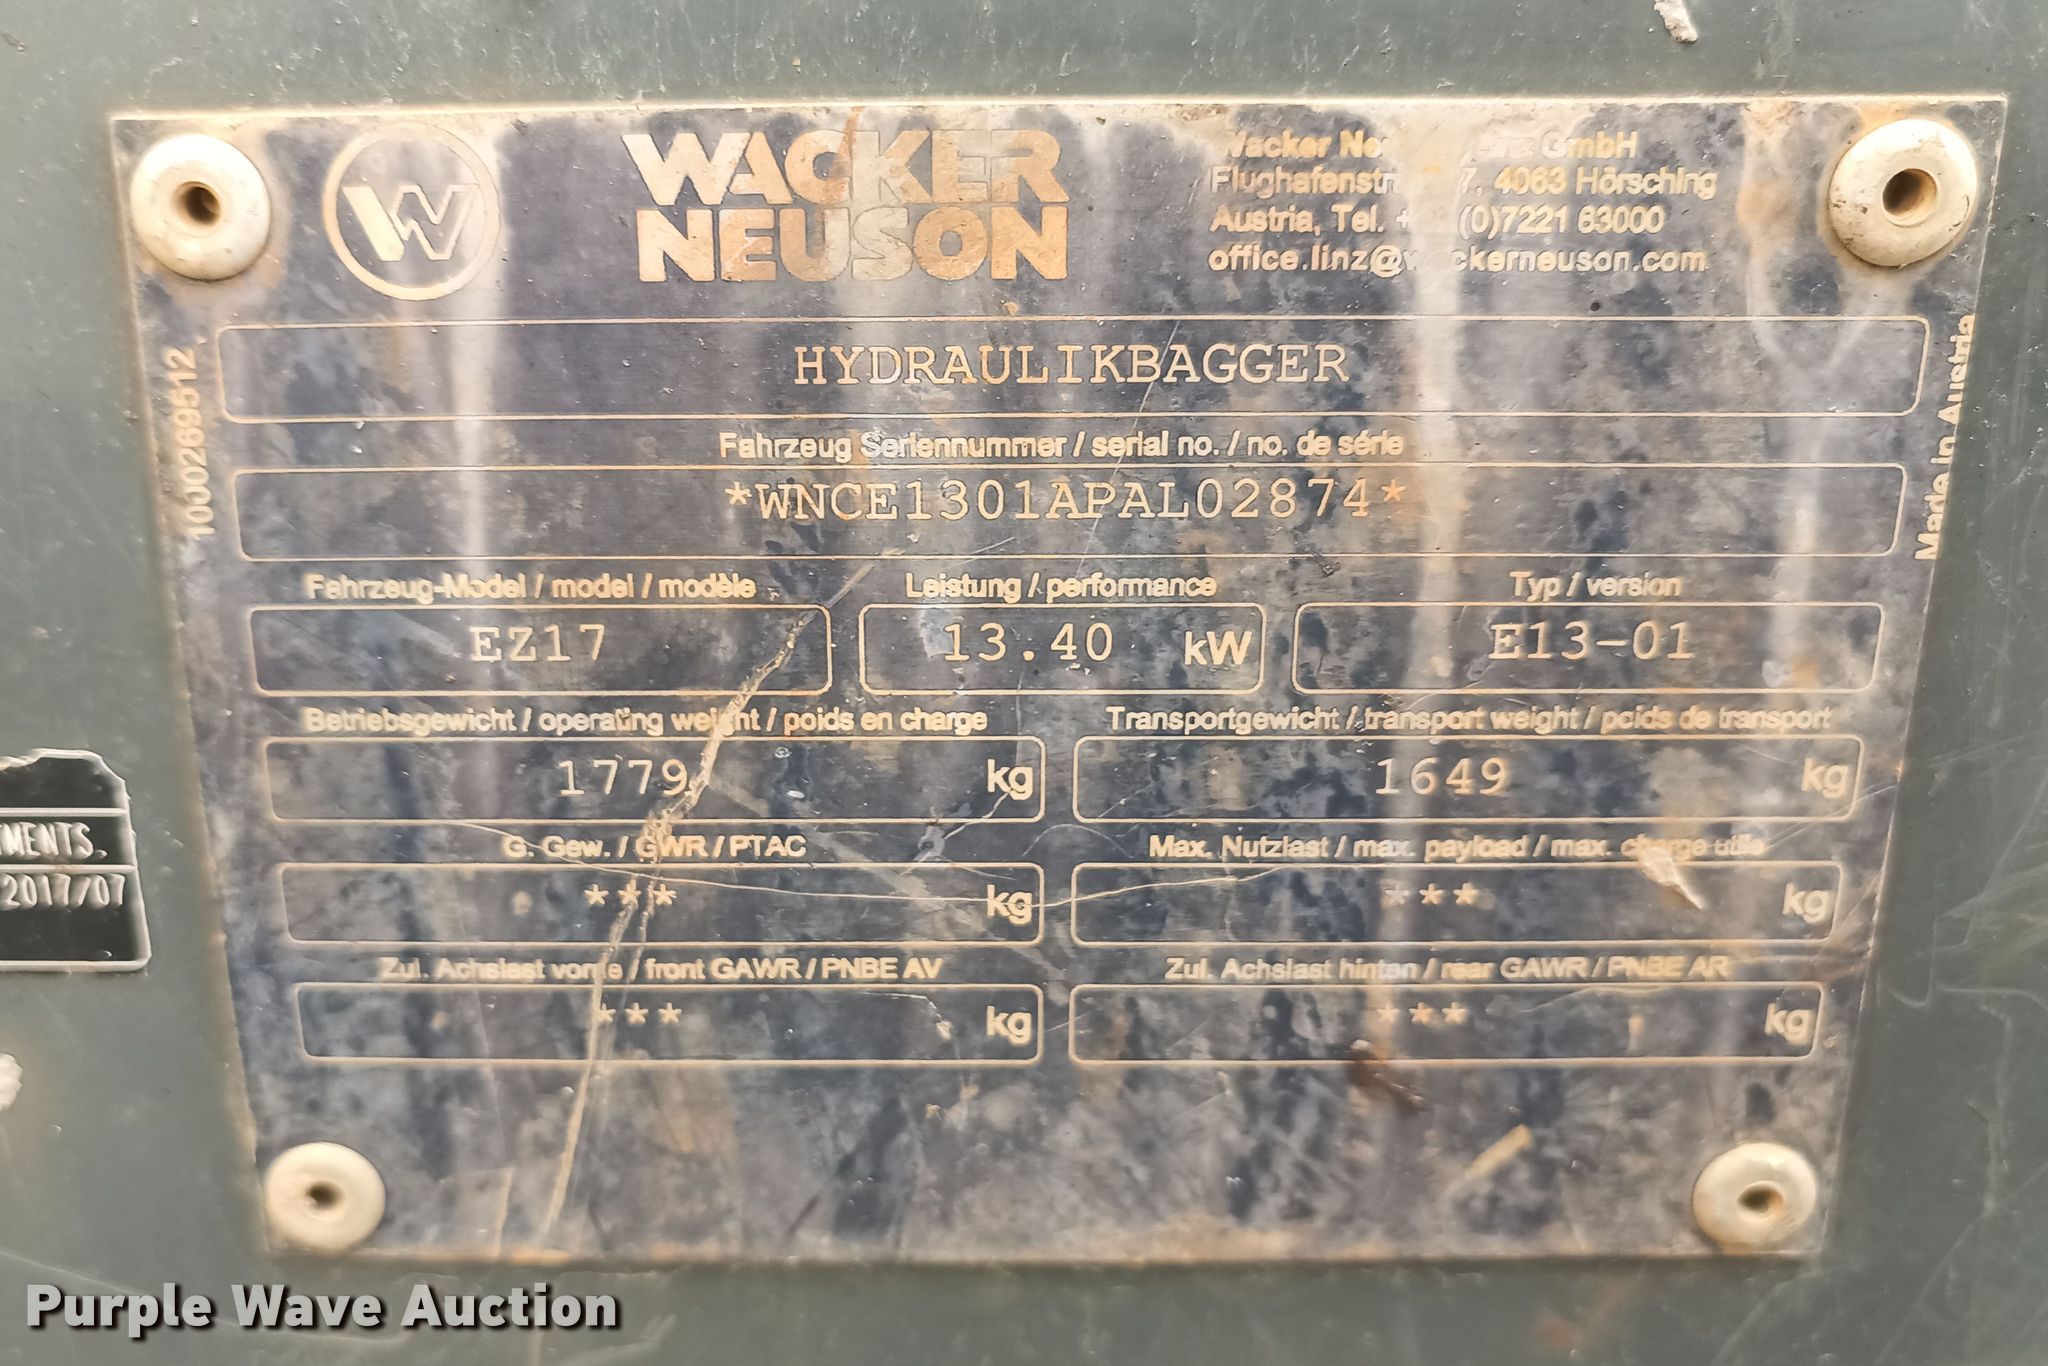 WACKER
NEUSON
Wacker GmbH
7, 4063 Hörsching
Austria, Tel. (0)7221 63000
office.linz@wackerneuson.com
1000269512
Made in Austria
HYDRAULIKBAGGER
Fahrzeug Seriennummer / serial no. / no. de série
*WNCE1301APAL02874*
Fahrzeug-Model / model / modèle
Leistung / performance
Typ / version
EZ17
13.40 kW
E13-01
Betriebsgewicht / operating weight / poids en charge
Transportgewicht / transport weight / poids de transport
1779 kg
1649 kg
G. Gew. / GWR / PTAC
Max. Nutzlast / max. payload / max. charge utile
*** kg
*** kg
Zul. Achslast vorne / front GAWR / PNBE AV
Zul. Achslast hinten / rear GAWR / PNBE AR
*** kg
*** kg
TMENTS.
2017/07
Purple Wave Auction